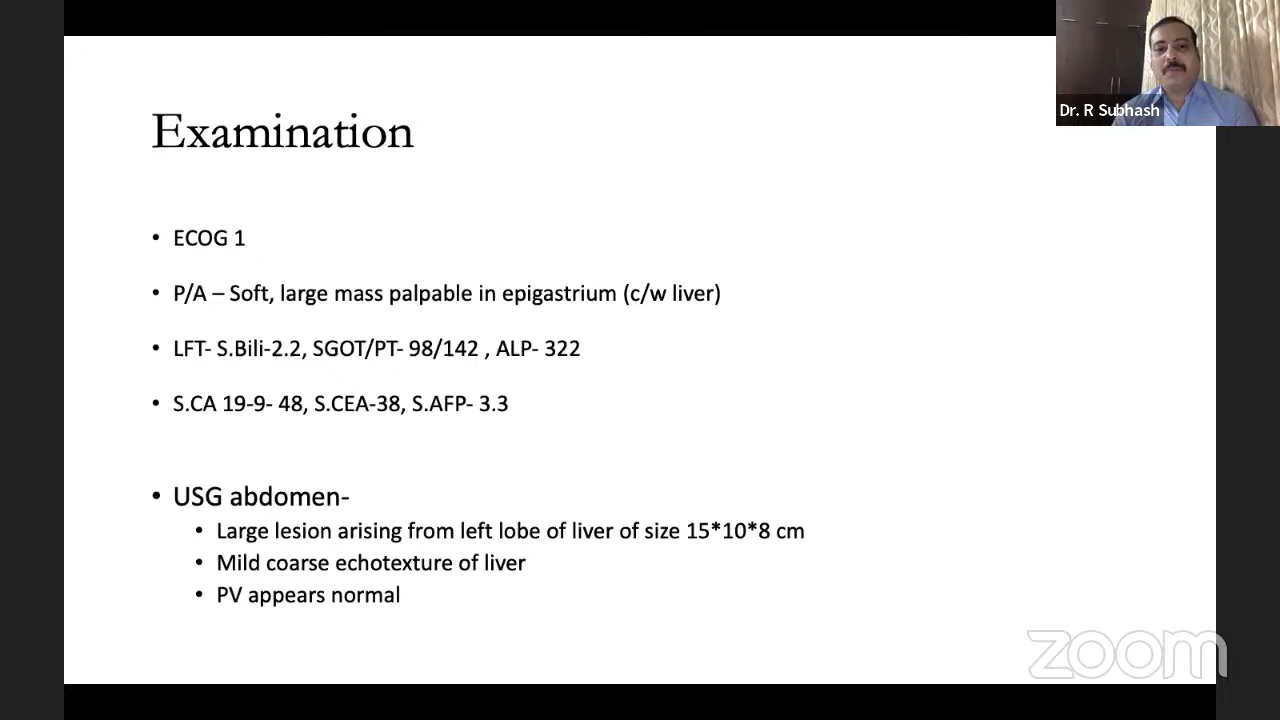 Dr. R Subhash
Examination
• ECOG 1
• P/A – Soft, large mass palpable in epigastrium (c/w liver)
• LFT- S.Bili-2.2, SGOT/PT- 98/142 , ALP- 322
• S.CA 19-9- 48, S.CEA-38, S.AFP- 3.3
• USG abdomen-
• Large lesion arising from left lobe of liver of size 15*10*8 cm
• Mild coarse echotexture of liver
• PV appears normal
zoom